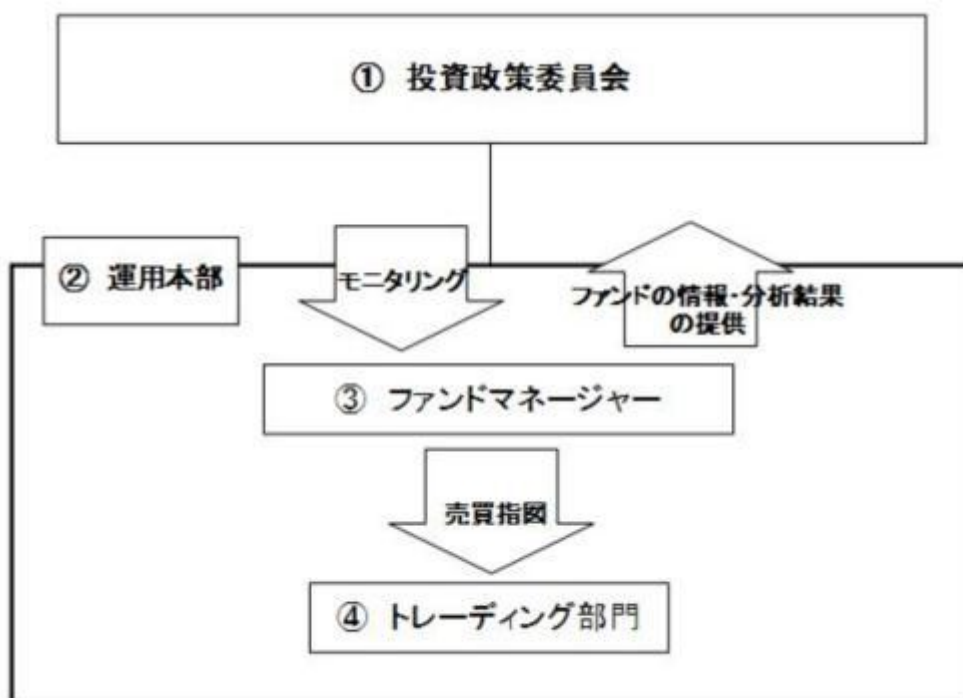 ① 投資政策委員会
② 運用本部
モニタリング
ファンドの情報・分析結果
の提供
③ ファンドマネージャー
売買指図
④ トレーディング部門